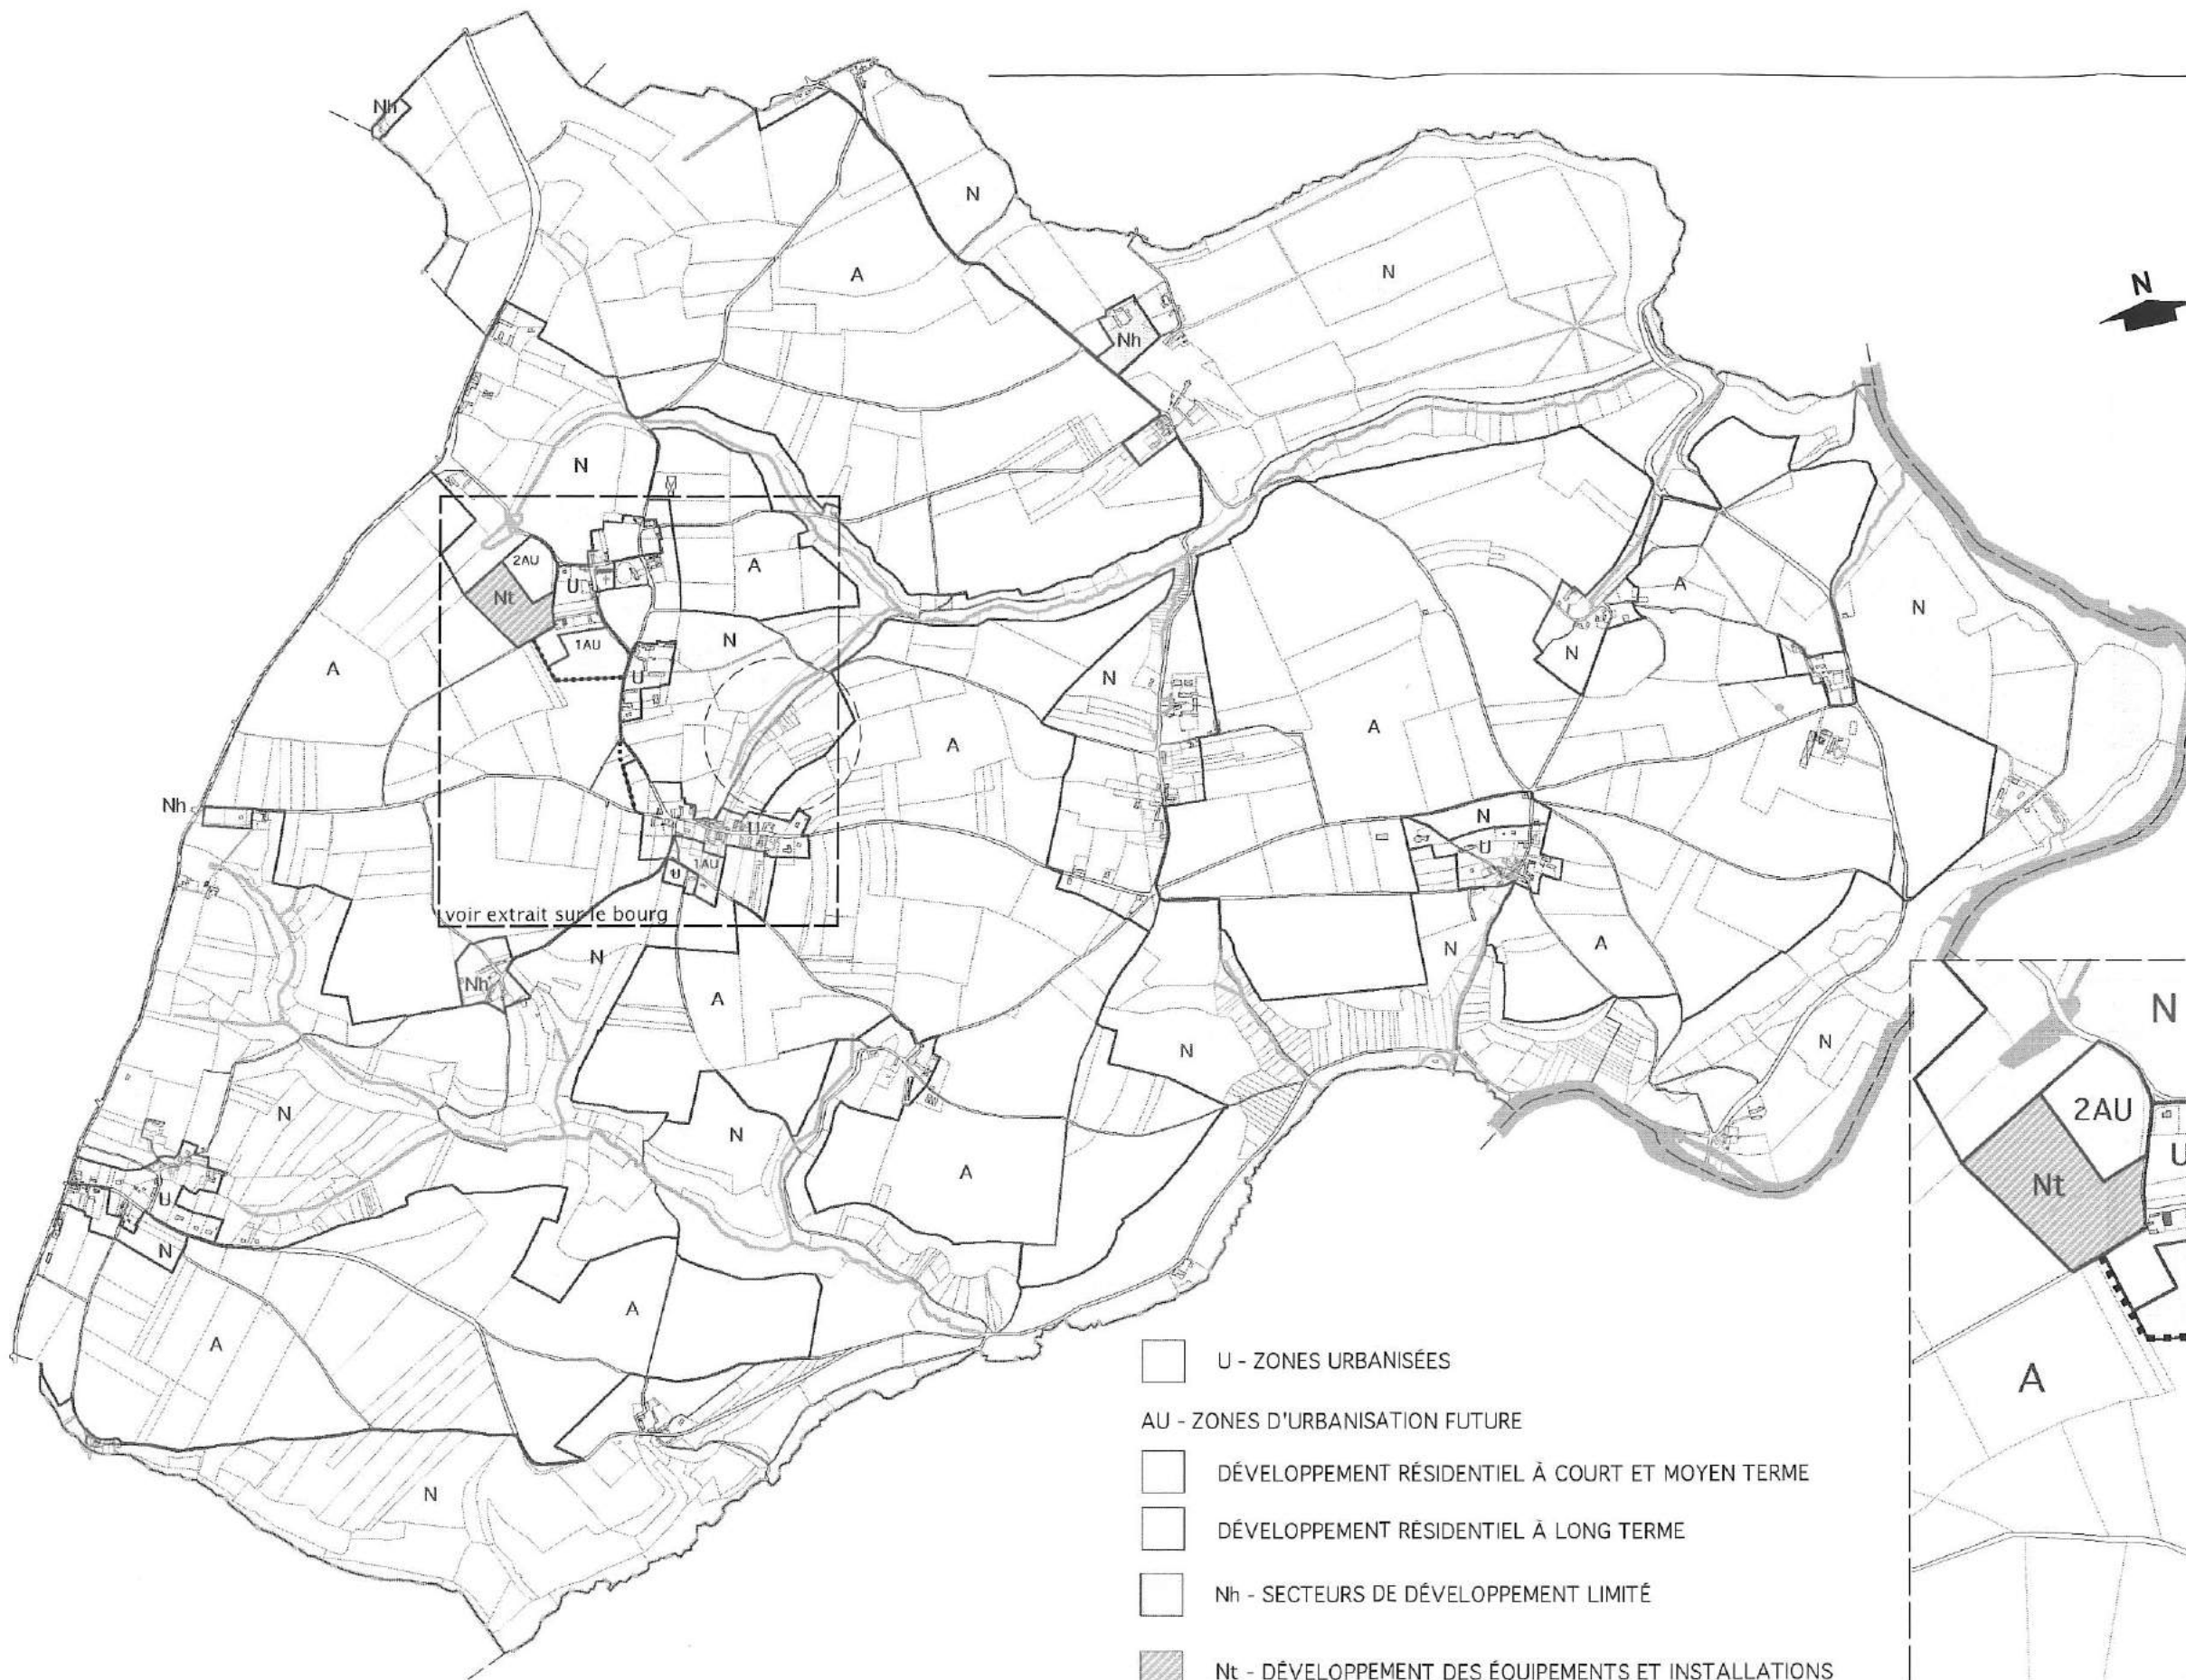 Nh
N
A
N
N
Nh
N
2AU
U
A
Nt
A
N
N
1AU
N
U
A
N
A
N
A
Nh
U
N
U
1AU
U
voir extrait sur le bourg
N
A
N
Nh
A
N
N
N
N
A
U
N
A
A
N
U - ZONES URBANISÉES
AU - ZONES D'URBANISATION FUTURE
DÉVELOPPEMENT RÉSIDENTIEL À COURT ET MOYEN TERME
DÉVELOPPEMENT RÉSIDENTIEL À LONG TERME
Nh - SECTEURS DE DÉVELOPPEMENT LIMITÉ
Nt - DÉVELOPPEMENT DES ÉQUIPEMENTS ET INSTALLATIONS
N
2AU
U
Nt
A